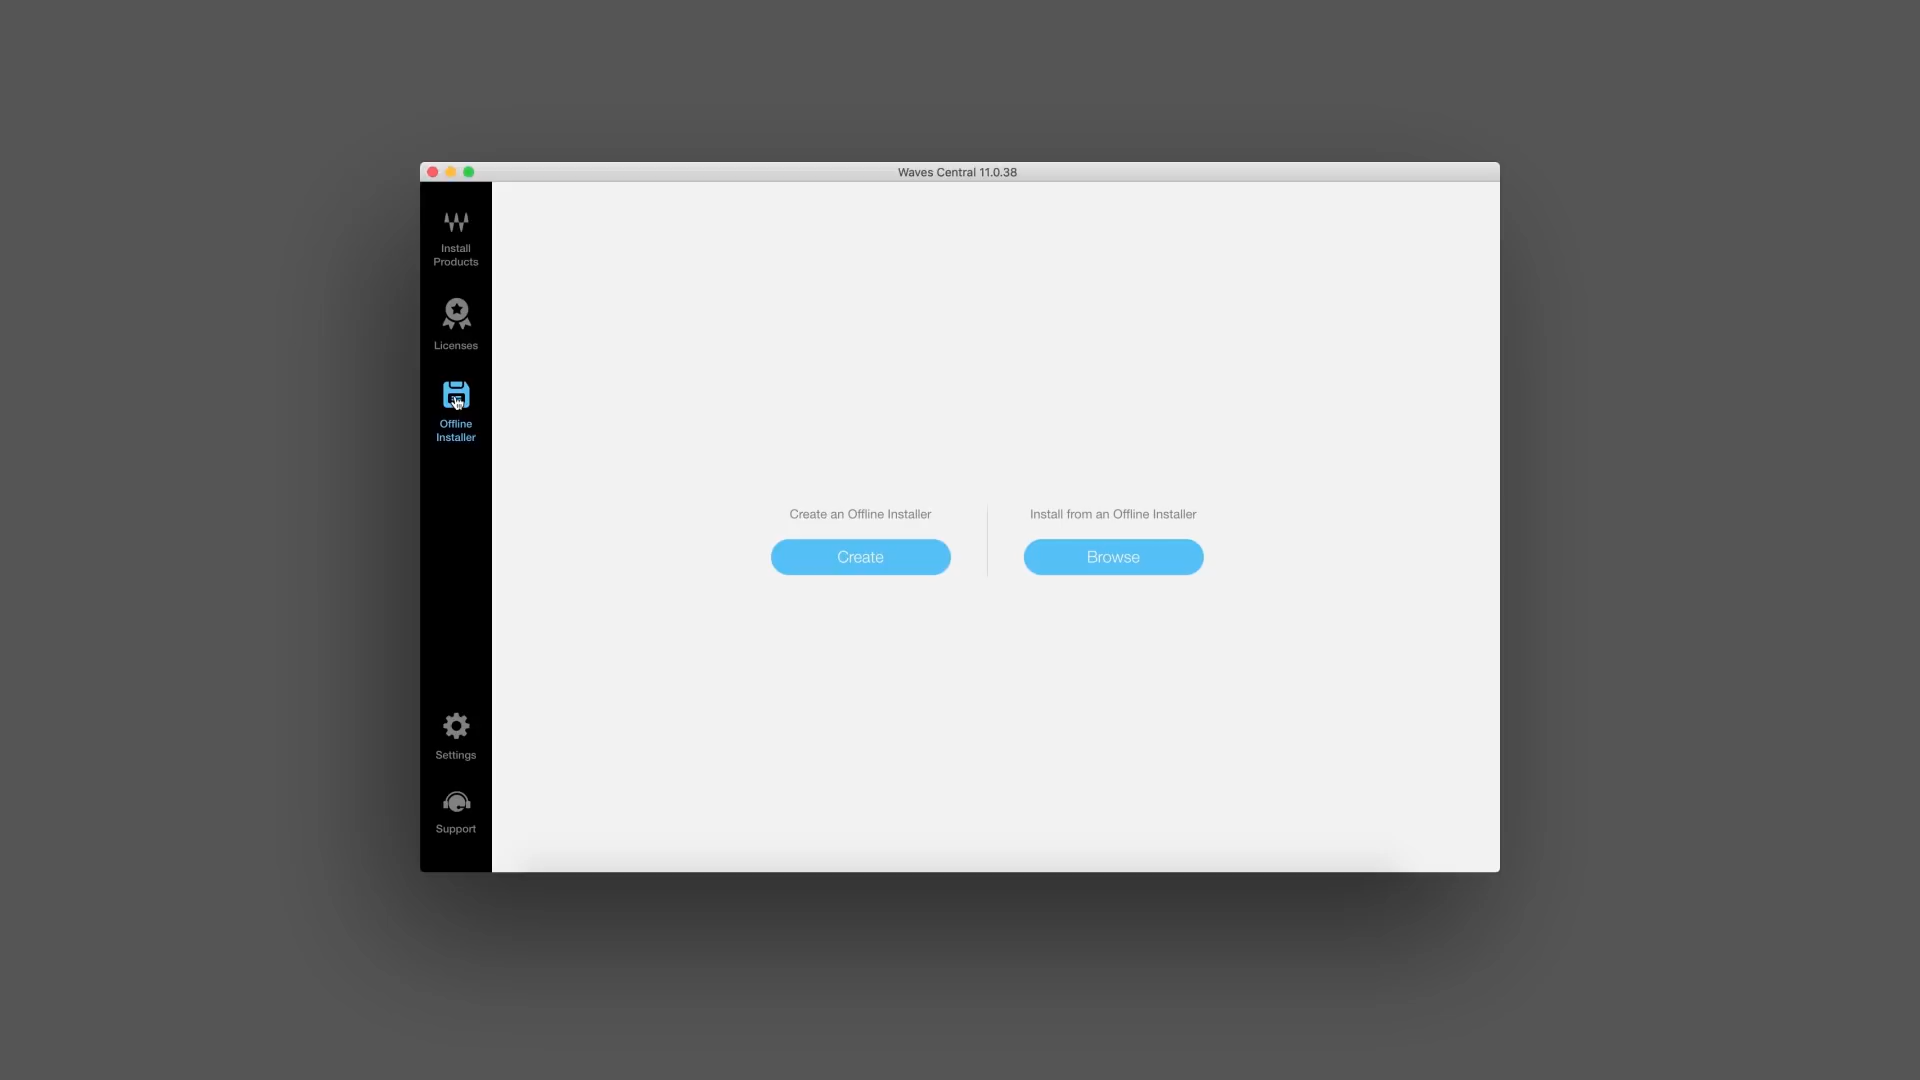 Waves Central 11.0.38
Install
Products
Licenses
Offline
Installer
Settings
Support
Create an Offline Installer
Create
Install from an Offline Installer
Browse